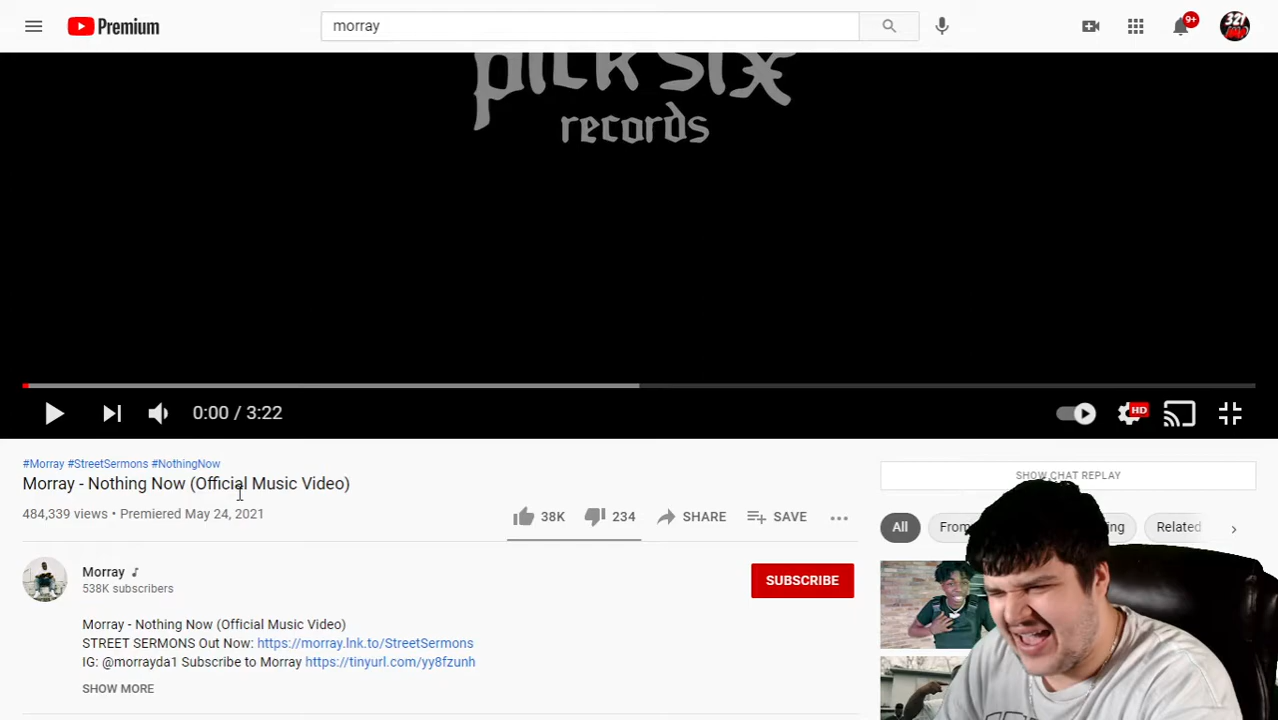 Premium
morray
9+
321
pick six
records
0:00 / 3:22
HD
#Morray #StreetSermons #NothingNow
Morray - Nothing Now (Official Music Video)
484,339 views • Premiered May 24, 2021
38K
234
SHARE
SAVE
SHOW CHAT REPLAY
All
From
Related
Morray
538K subscribers
SUBSCRIBE
Morray - Nothing Now (Official Music Video)
STREET SERMONS Out Now: https://morray.lnk.to/StreetSermons
IG: @morrayda1 Subscribe to Morray https://tinyurl.com/yy8fzunh
SHOW MORE